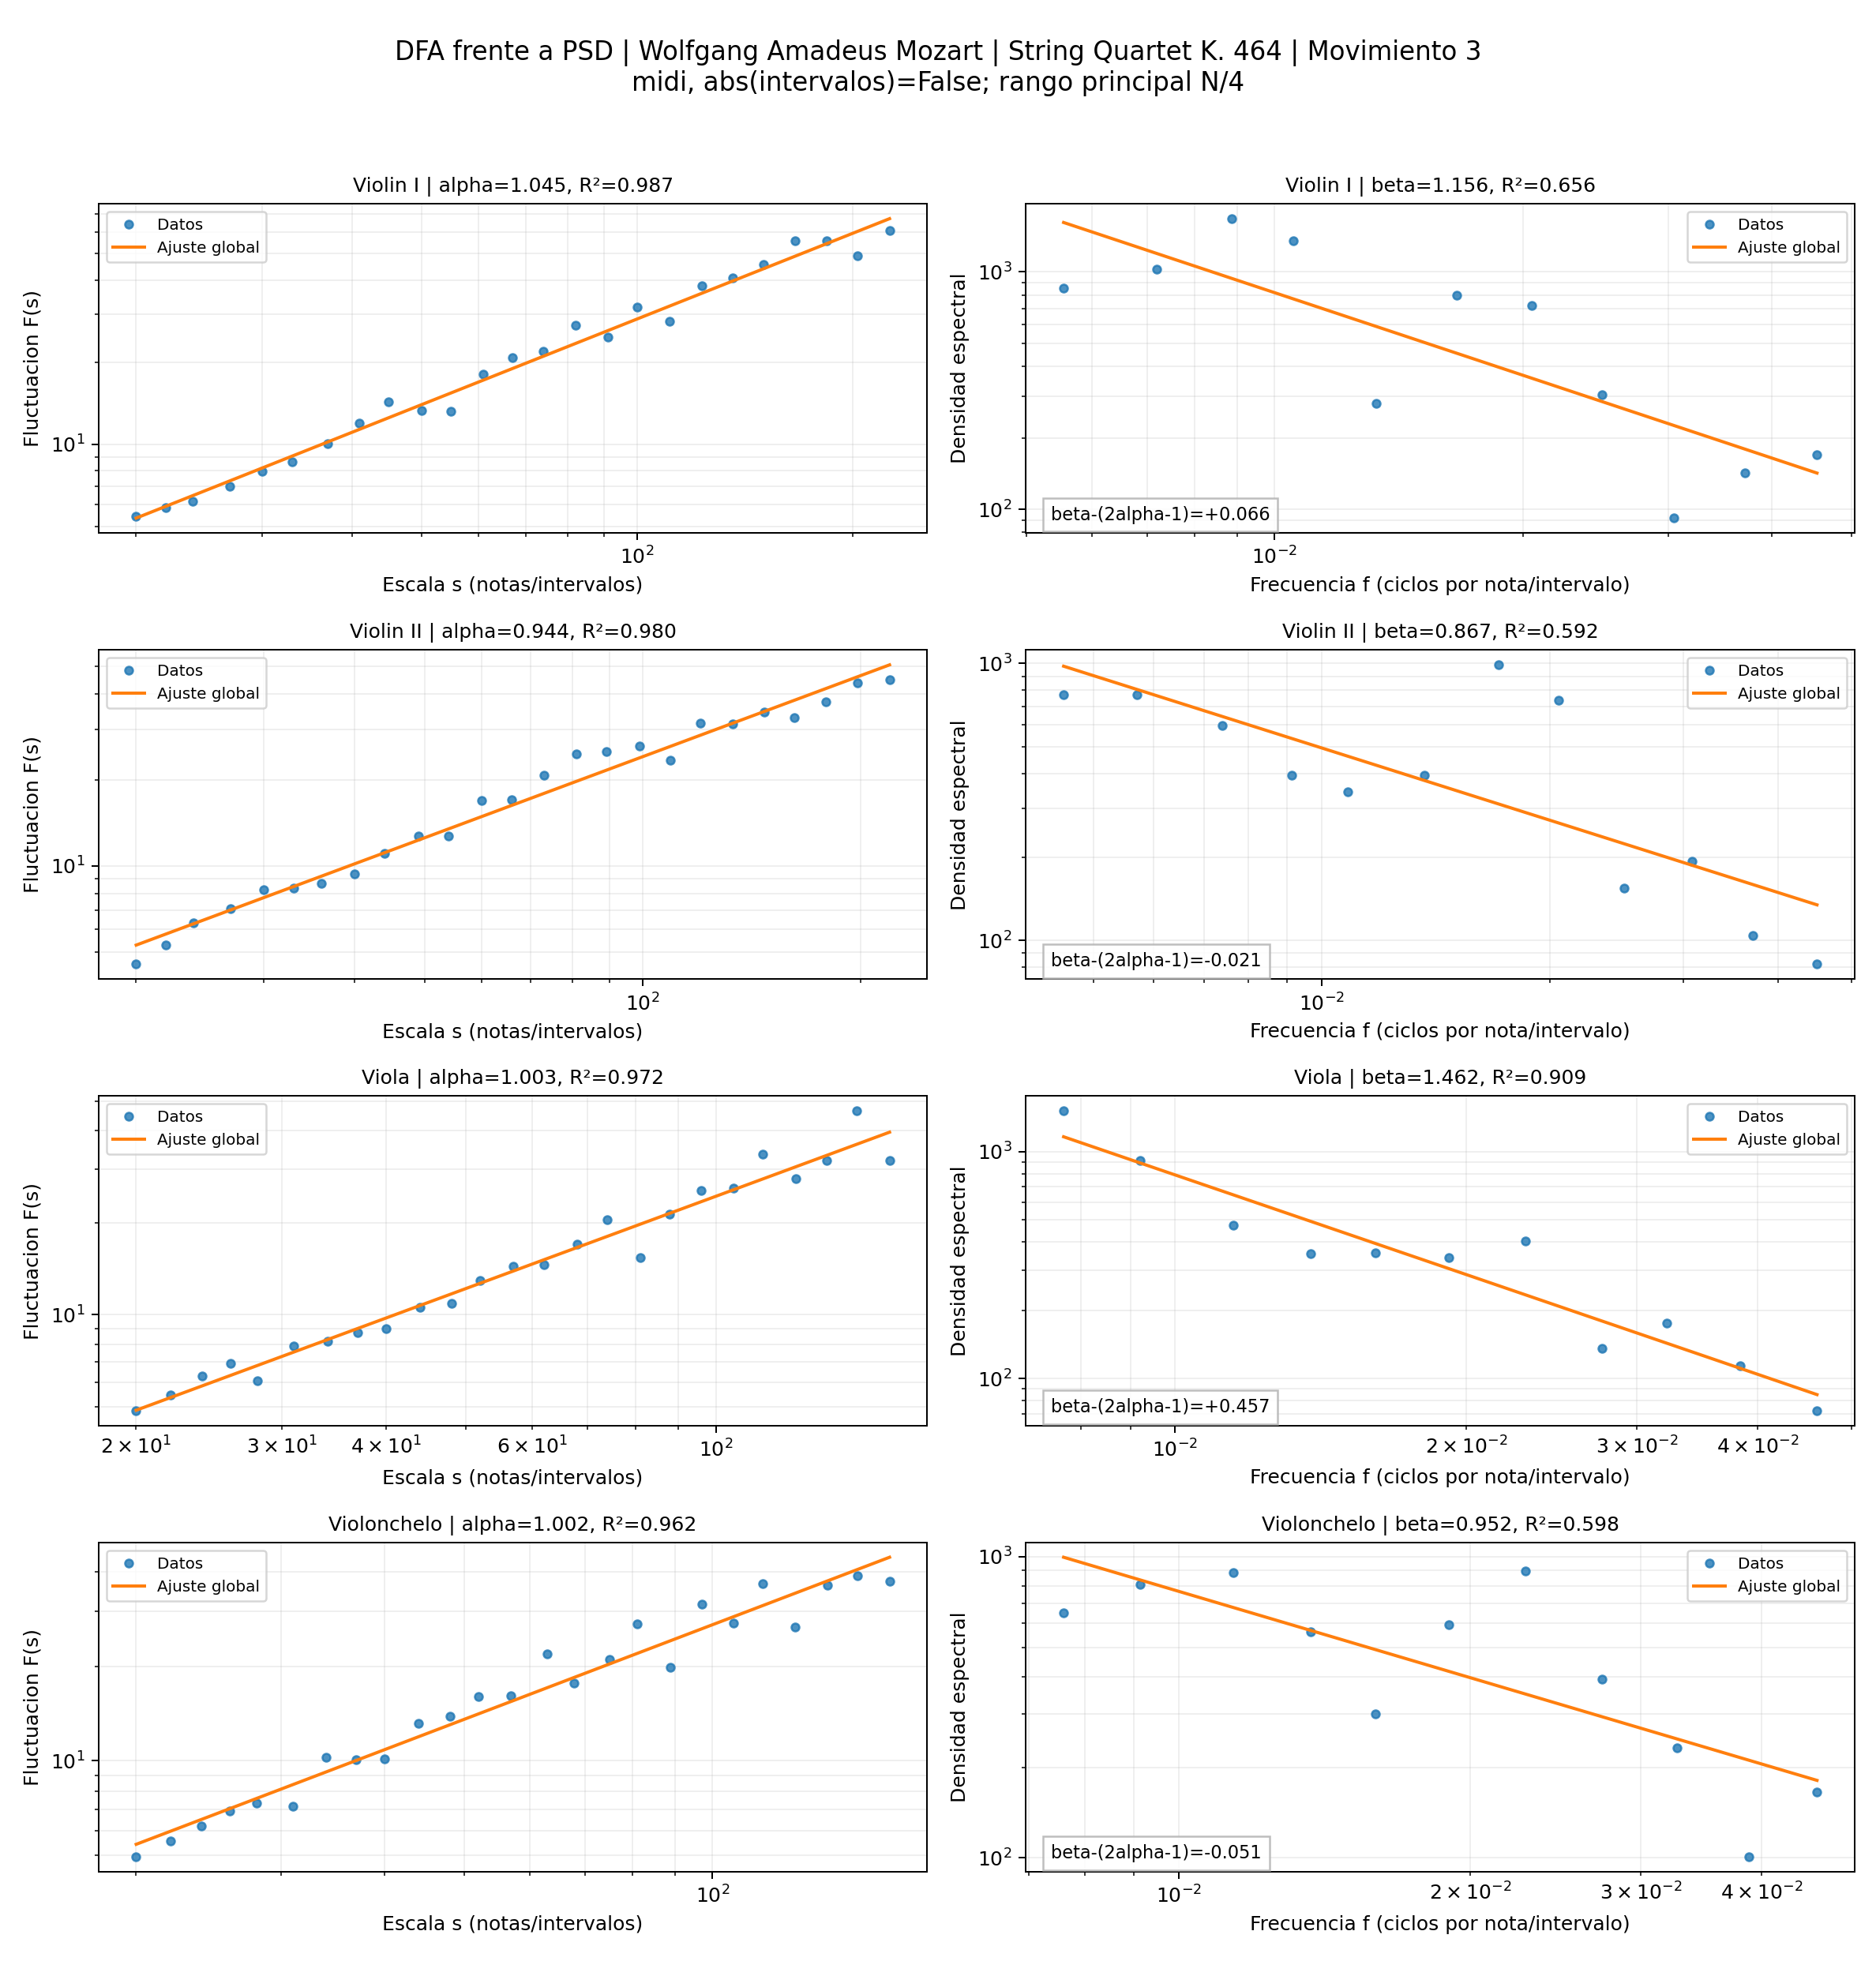 DFA frente a PSD | Wolfgang Amadeus Mozart | String Quartet K. 464 | Movimiento 3
midi, abs(intervalos)=False; rango principal N/4
Violin I | alpha=1.045, R²=0.987
Datos
Ajuste global
Fluctuacion F(s)
10¹
10²
Escala s (notas/intervalos)
Violin I | beta=1.156, R²=0.656
Datos
Ajuste global
Densidad espectral
10³
10²
beta-(2alpha-1)=+0.066
10⁻²
Frecuencia f (ciclos por nota/intervalo)
Violin II | alpha=0.944, R²=0.980
Datos
Ajuste global
Fluctuacion F(s)
10¹
10²
Escala s (notas/intervalos)
Violin II | beta=0.867, R²=0.592
Datos
Ajuste global
Densidad espectral
10³
10²
beta-(2alpha-1)=-0.021
10⁻²
Frecuencia f (ciclos por nota/intervalo)
Viola | alpha=1.003, R²=0.972
Datos
Ajuste global
Fluctuacion F(s)
10¹
2×10¹ 3×10¹ 4×10¹ 6×10¹ 10²
Escala s (notas/intervalos)
Viola | beta=1.462, R²=0.909
Datos
Ajuste global
Densidad espectral
10³
10²
beta-(2alpha-1)=+0.457
10⁻² 2×10⁻² 3×10⁻² 4×10⁻²
Frecuencia f (ciclos por nota/intervalo)
Violonchelo | alpha=1.002, R²=0.962
Datos
Ajuste global
Fluctuacion F(s)
10¹
10²
Escala s (notas/intervalos)
Violonchelo | beta=0.952, R²=0.598
Datos
Ajuste global
Densidad espectral
10³
10²
beta-(2alpha-1)=-0.051
10⁻² 2×10⁻² 3×10⁻² 4×10⁻²
Frecuencia f (ciclos por nota/intervalo)